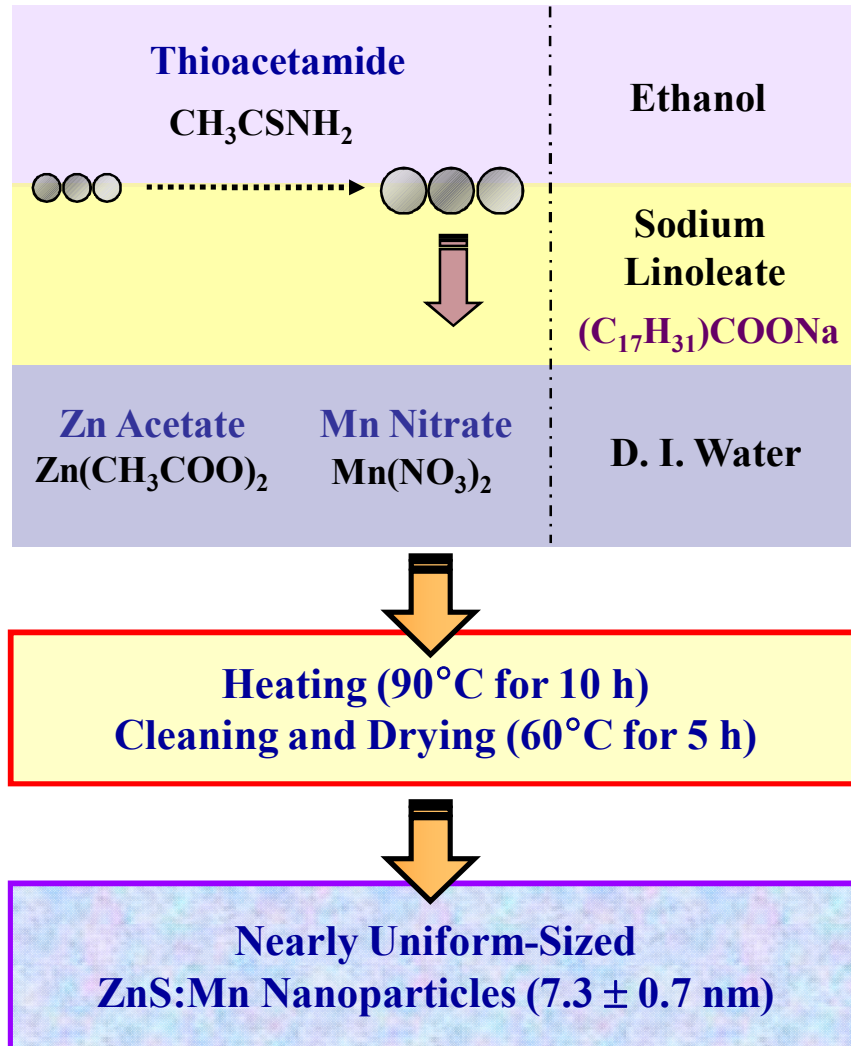 Thioacetamide
CH₃CSNH₂
Ethanol
Sodium
Linoleate
(C₁₇H₃₁)COONa
Zn Acetate
Zn(CH₃COO)₂
Mn Nitrate
Mn(NO₃)₂
D. I. Water
Heating (90°C for 10 h)
Cleaning and Drying (60°C for 5 h)
Nearly Uniform-Sized
ZnS:Mn Nanoparticles (7.3 ± 0.7 nm)